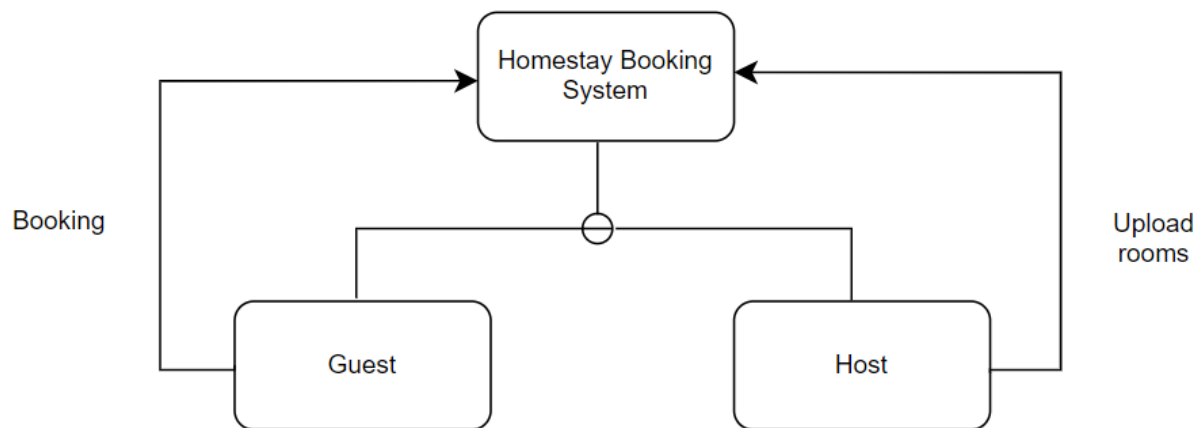 Homestay Booking
System
Booking
Upload
rooms
Guest
Host